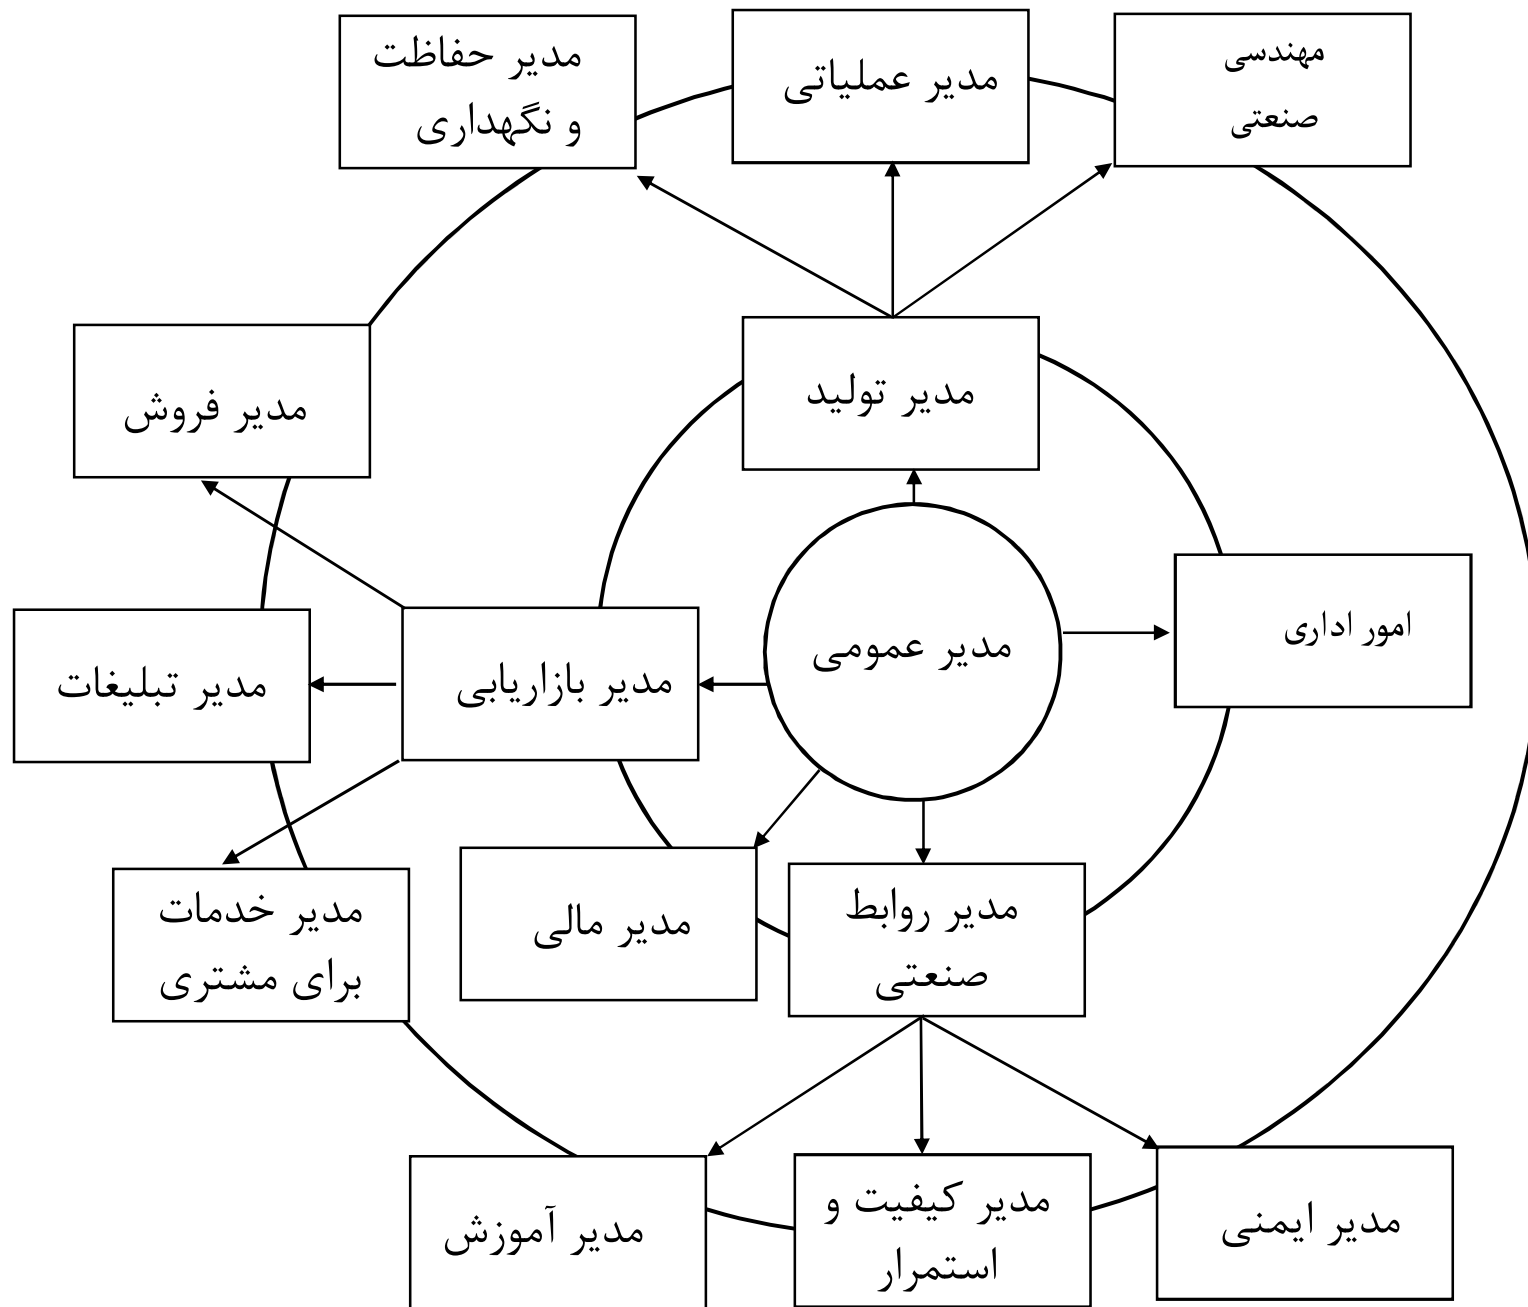 مهندسی
صنعتی
مدیر عملیاتی
مدیر حفاظت
و نگهداری
مدیر تولید
مدیر فروش
امور اداری
مدیر عمومی
مدیر بازاریابی
مدیر تبلیغات
مدیر روابط
صنعتی
مدیر مالی
مدیر خدمات
برای مشتری
مدیر ایمنی
مدیر کیفیت و
استمرار
مدیر آموزش